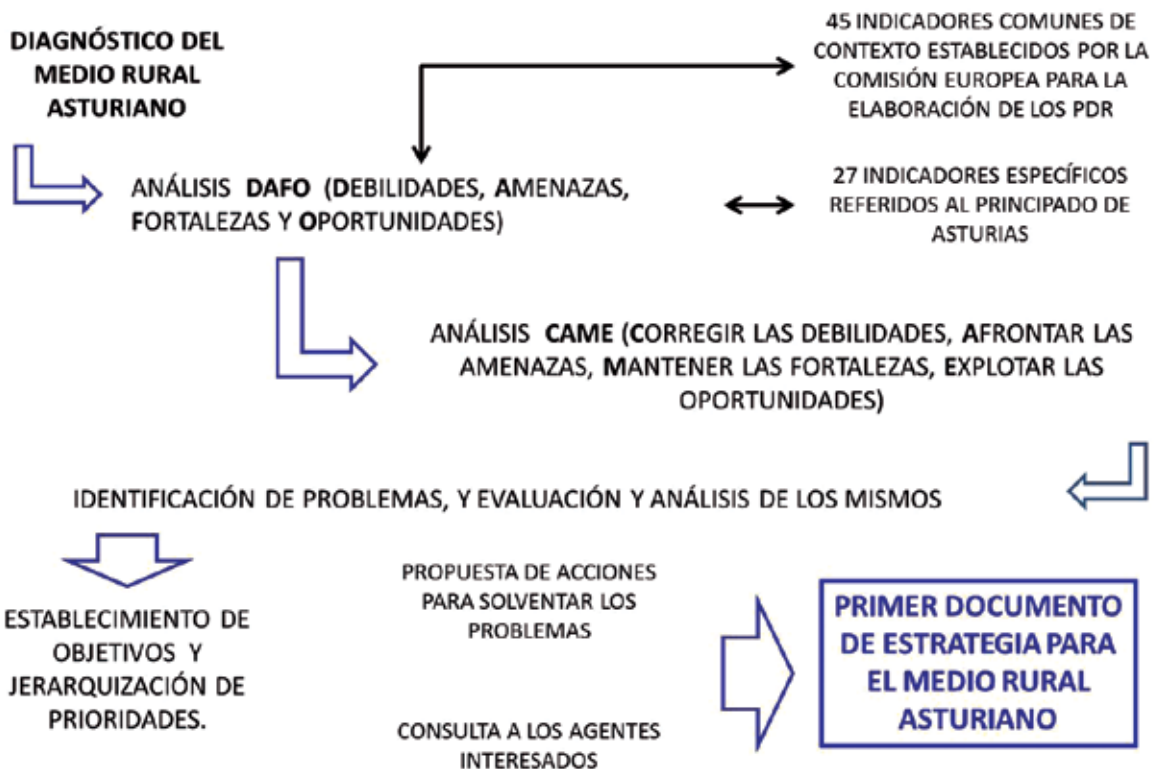 DIAGNÓSTICO DEL
MEDIO RURAL
ASTURIANO
45 INDICADORES COMUNES DE
CONTEXTO ESTABLECIDOS POR LA
COMISIÓN EUROPEA PARA LA
ELABORACIÓN DE LOS PDR
ANÁLISIS DAFO (DEBILIDADES, AMENAZAS,
FORTALEZAS Y OPORTUNIDADES)
27 INDICADORES ESPECÍFICOS
REFERIDOS AL PRINCIPADO DE
ASTURIAS
ANÁLISIS CAME (CORREGIR LAS DEBILIDADES, AFRONTAR LAS
AMENAZAS, MANTENER LAS FORTALEZAS, EXPLOTAR LAS
OPORTUNIDADES)
IDENTIFICACIÓN DE PROBLEMAS, Y EVALUACIÓN Y ANÁLISIS DE LOS MISMOS
ESTABLECIMIENTO DE
OBJETIVOS Y
JERARQUIZACIÓN DE
PRIORIDADES.
PROPUESTA DE ACCIONES
PARA SOLVENTAR LOS
PROBLEMAS
CONSULTA A LOS AGENTES
INTERESADOS
PRIMER DOCUMENTO
DE ESTRATEGIA PARA
EL MEDIO RURAL
ASTURIANO